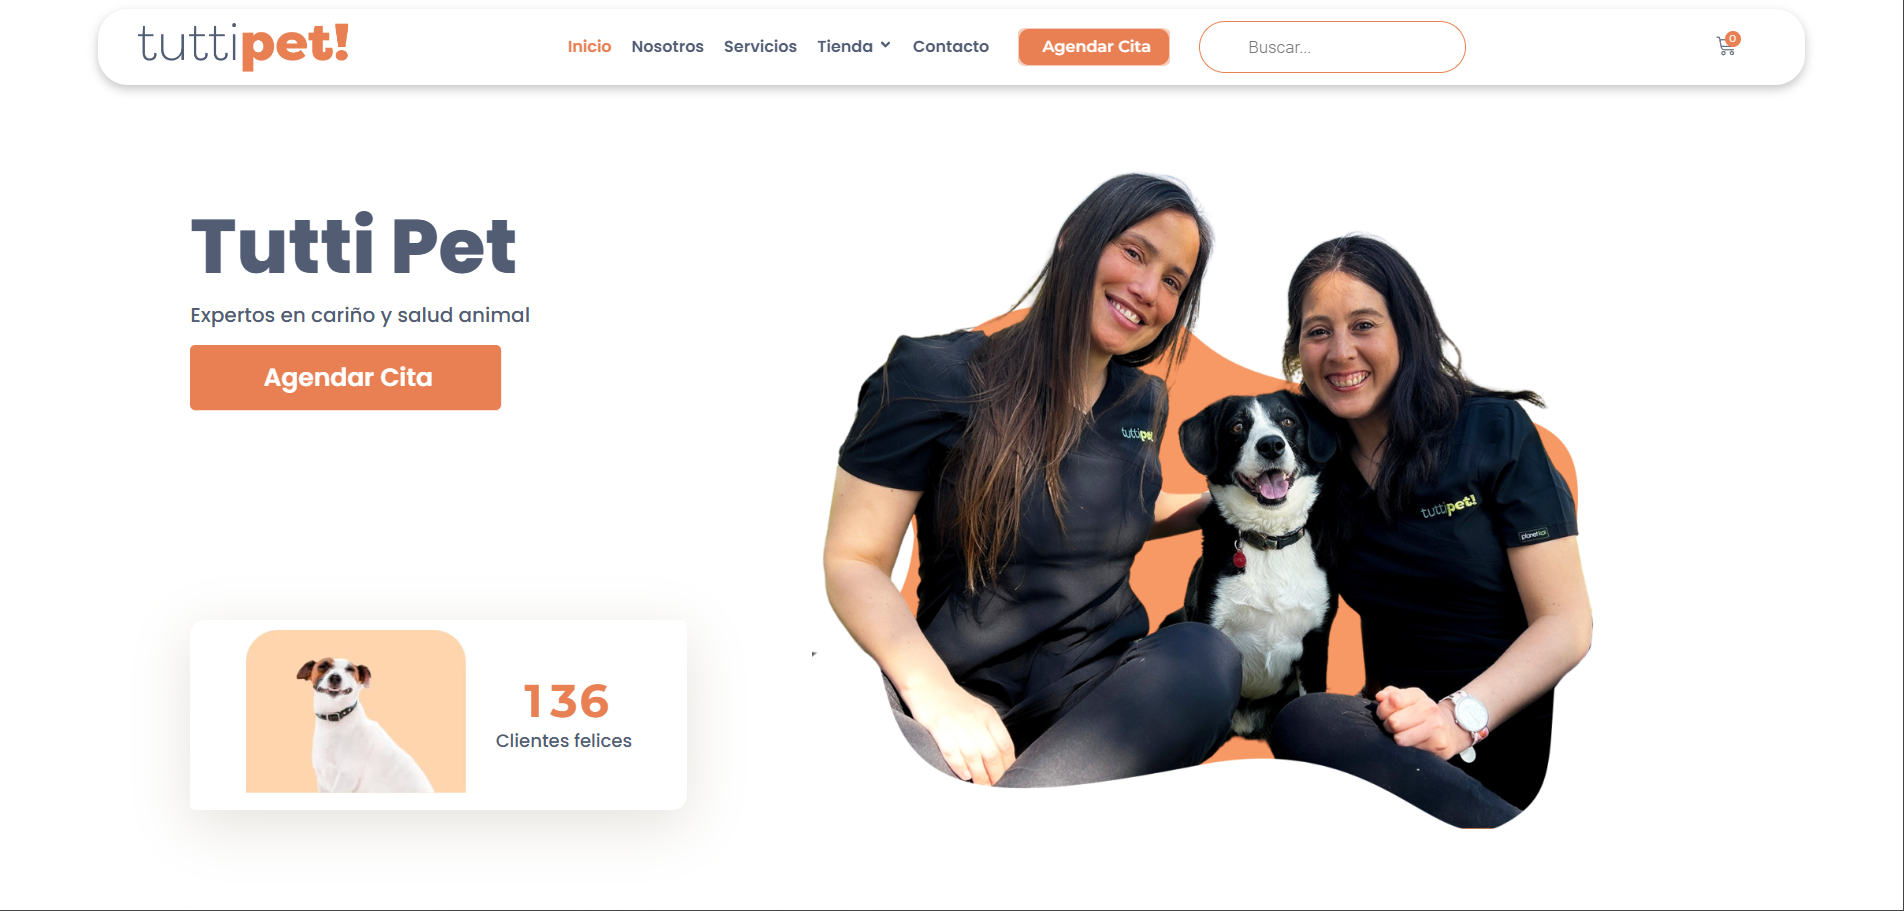 tuttipet!
Inicio
Nosotros
Servicios
Tienda
Contacto
Agendar Cita
Buscar...
0
Tutti Pet
Expertos en cariño y salud animal
Agendar Cita
tuttipet!
tuttipet!
136
Clientes felices